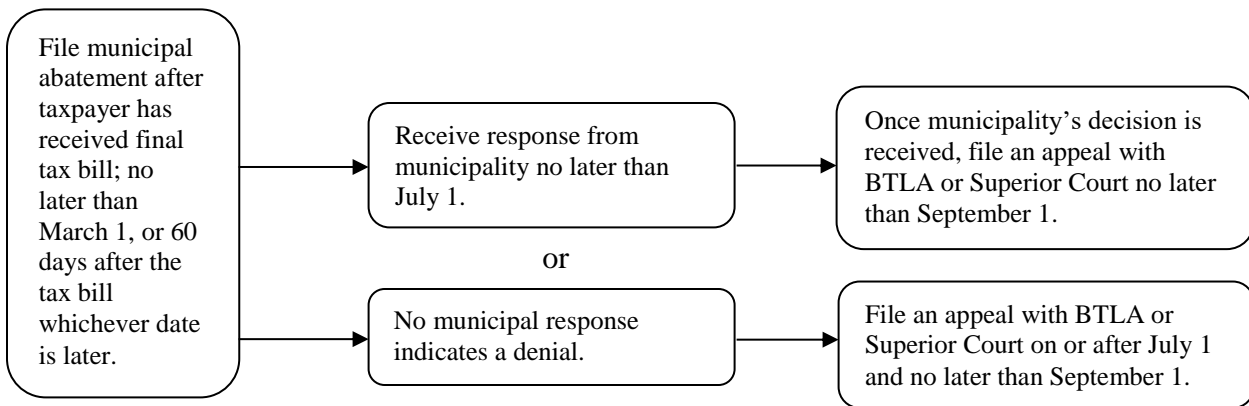 File municipal
abatement after
taxpayer has
received final
tax bill; no
later than
March 1, or 60
days after the
tax bill
whichever date
is later.
Receive response from
municipality no later than
July 1.
Once municipality’s decision is
received, file an appeal with
BTLA or Superior Court no later
than September 1.
or
No municipal response
indicates a denial.
File an appeal with BTLA or
Superior Court on or after July 1
and no later than September 1.